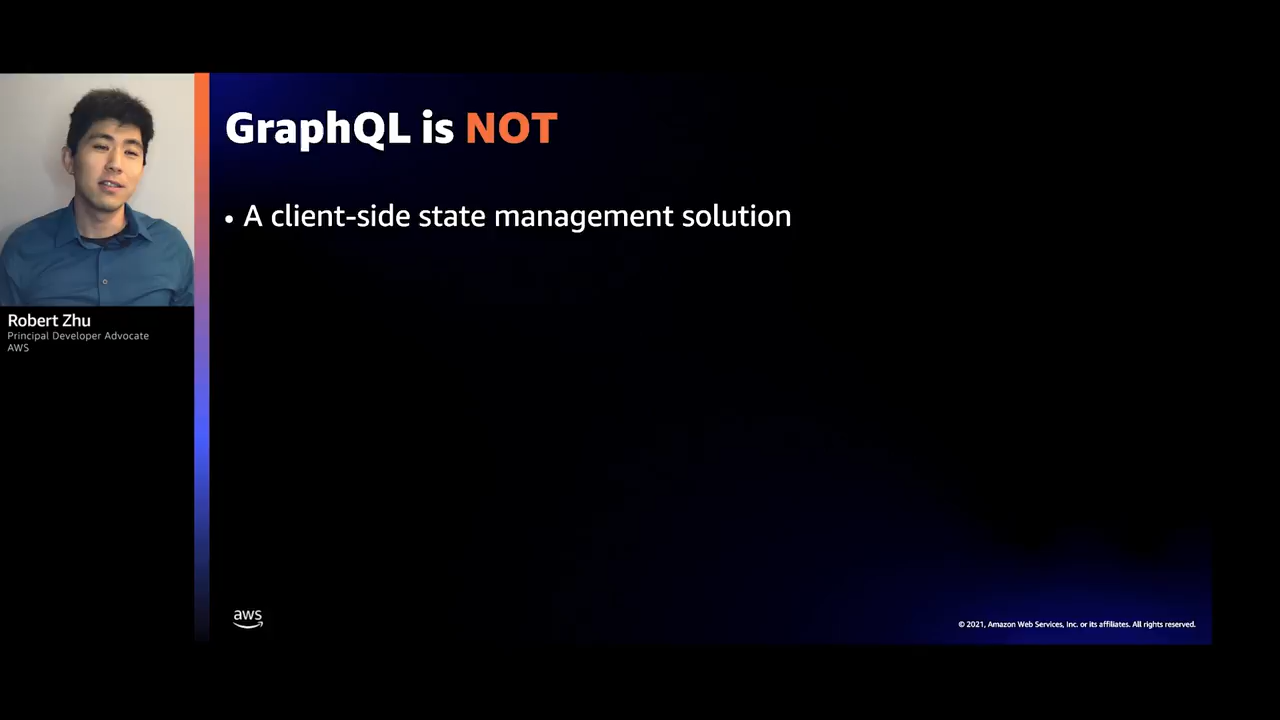 GraphQL is NOT
• A client-side state management solution
Robert Zhu
Principal Developer Advocate
AWS
aws
© 2021, Amazon Web Services, Inc. or its affiliates. All rights reserved.